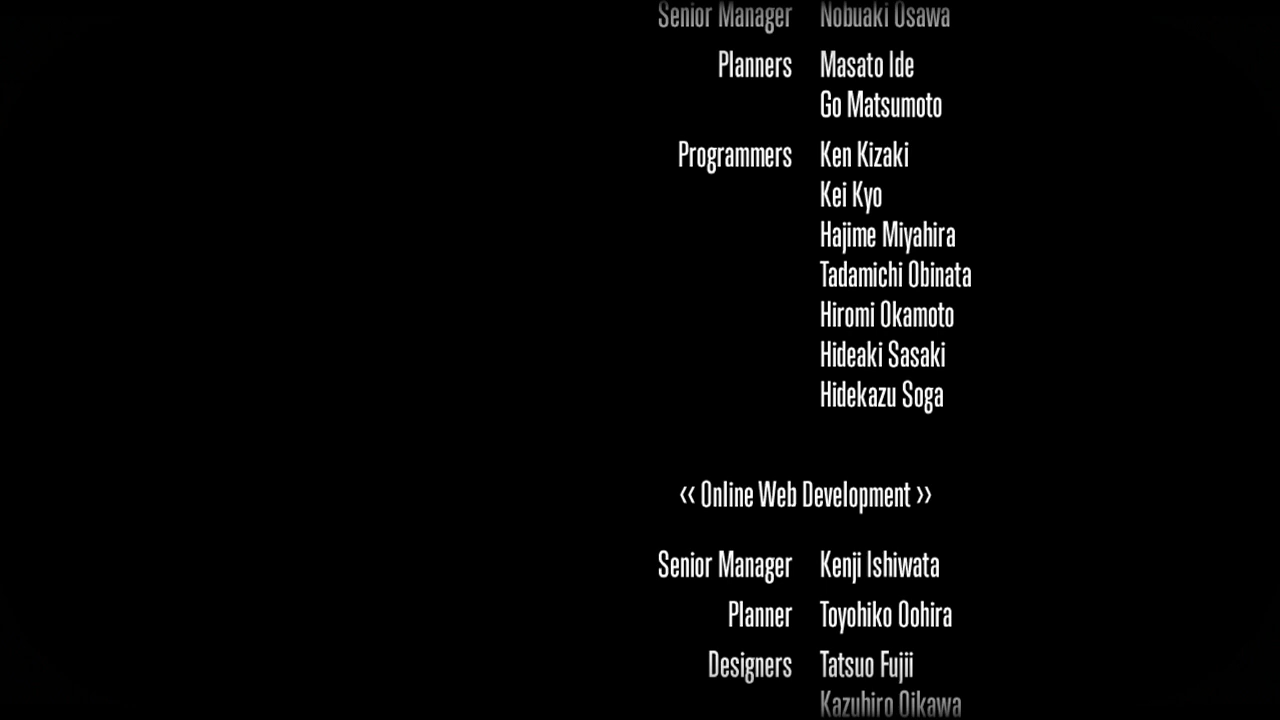 Senior Manager Nobuaki Osawa
Planners Masato Ide
Go Matsumoto
Programmers Ken Kizaki
Kei Kyo
Hajime Miyahira
Tadamichi Obinata
Hiromi Okamoto
Hideaki Sasaki
Hidekazu Soga
<< Online Web Development >>
Senior Manager Kenji Ishiwata
Planner Toyohiko Oohira
Designers Tatsuo Fujii
Kazuhiro Oikawa